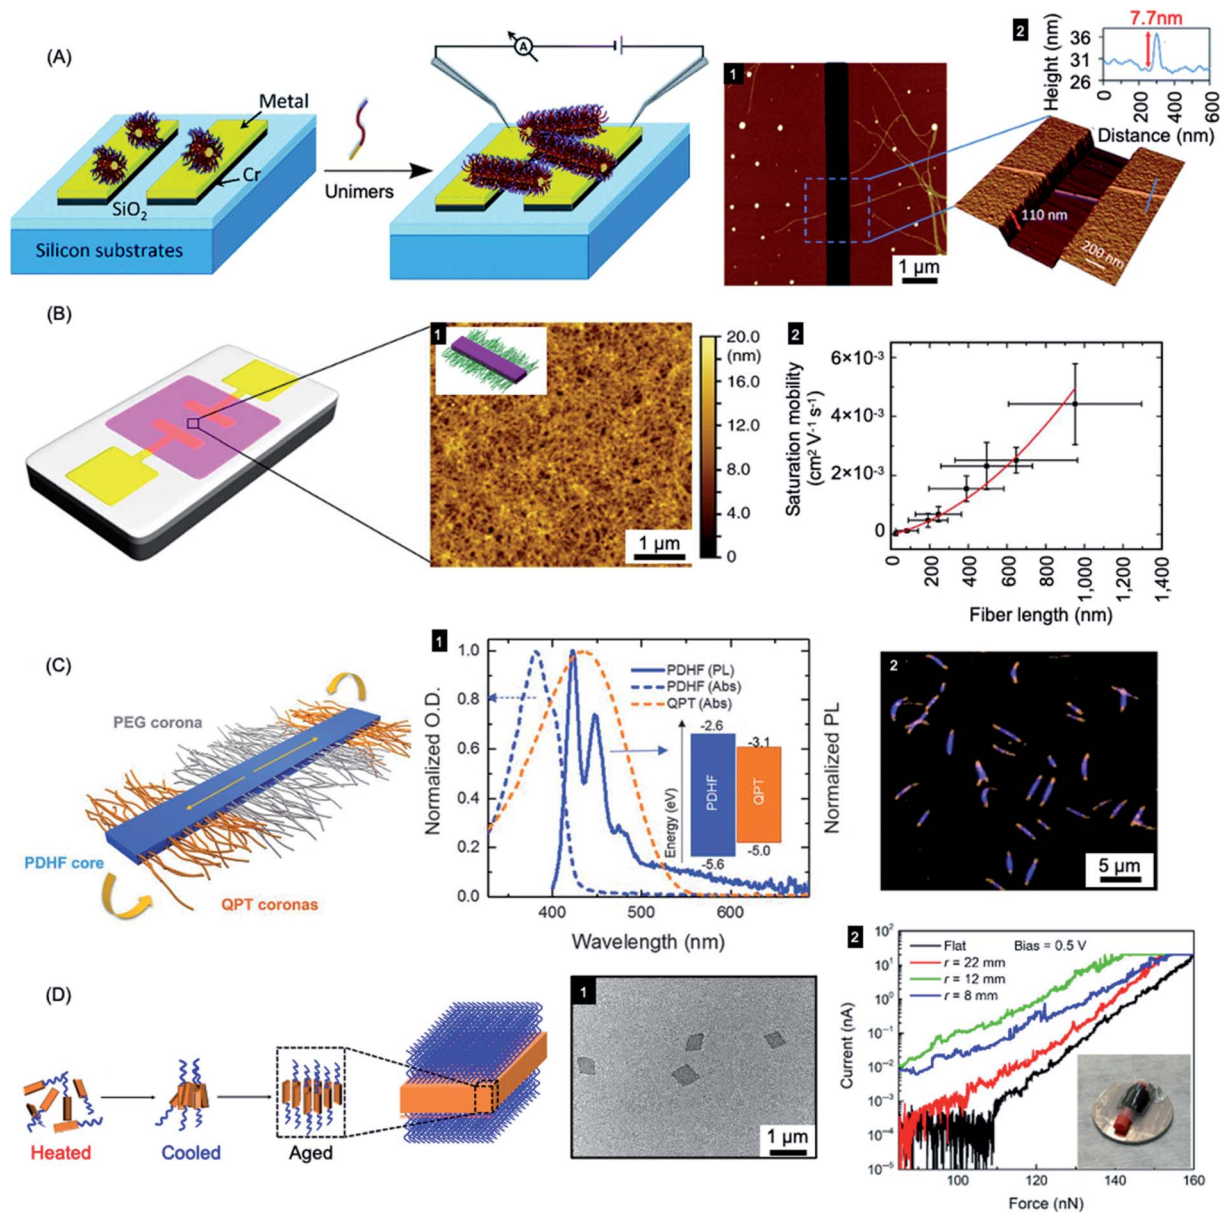 (A)
Metal
Cr
SiO₂
Silicon substrates
Unimers
A
1
1 µm
2
7.7nm
Height (nm)
36
31
26
0
200
400
600
Distance (nm)
110 nm
200 nm
(B)
1
20.0
(nm)
16.0
12.0
8.0
4.0
0
1 µm
2
Saturation mobility
(cm² V⁻¹ s⁻¹)
6×10⁻³
4×10⁻³
2×10⁻³
0
0
200
400
600
800
1,000
1,200
1,400
Fiber length (nm)
(C)
PEG corona
PDHF core
QPT coronas
1
Normalized O.D.
1.0
0.8
0.6
0.4
0.2
0.0
PDHF (PL)
PDHF (Abs)
QPT (Abs)
Energy (eV)
-2.6
PDHF
-5.6
-3.1
QPT
-5.0
400
500
600
Wavelength (nm)
Normalized PL
2
5 µm
(D)
Heated
Cooled
Aged
1
1 µm
2
Current (nA)
10²
10¹
10⁰
10⁻¹
10⁻²
10⁻³
10⁻⁴
10⁻⁵
Flat
Bias = 0.5 V
r = 22 mm
r = 12 mm
r = 8 mm
100
120
140
160
Force (nN)